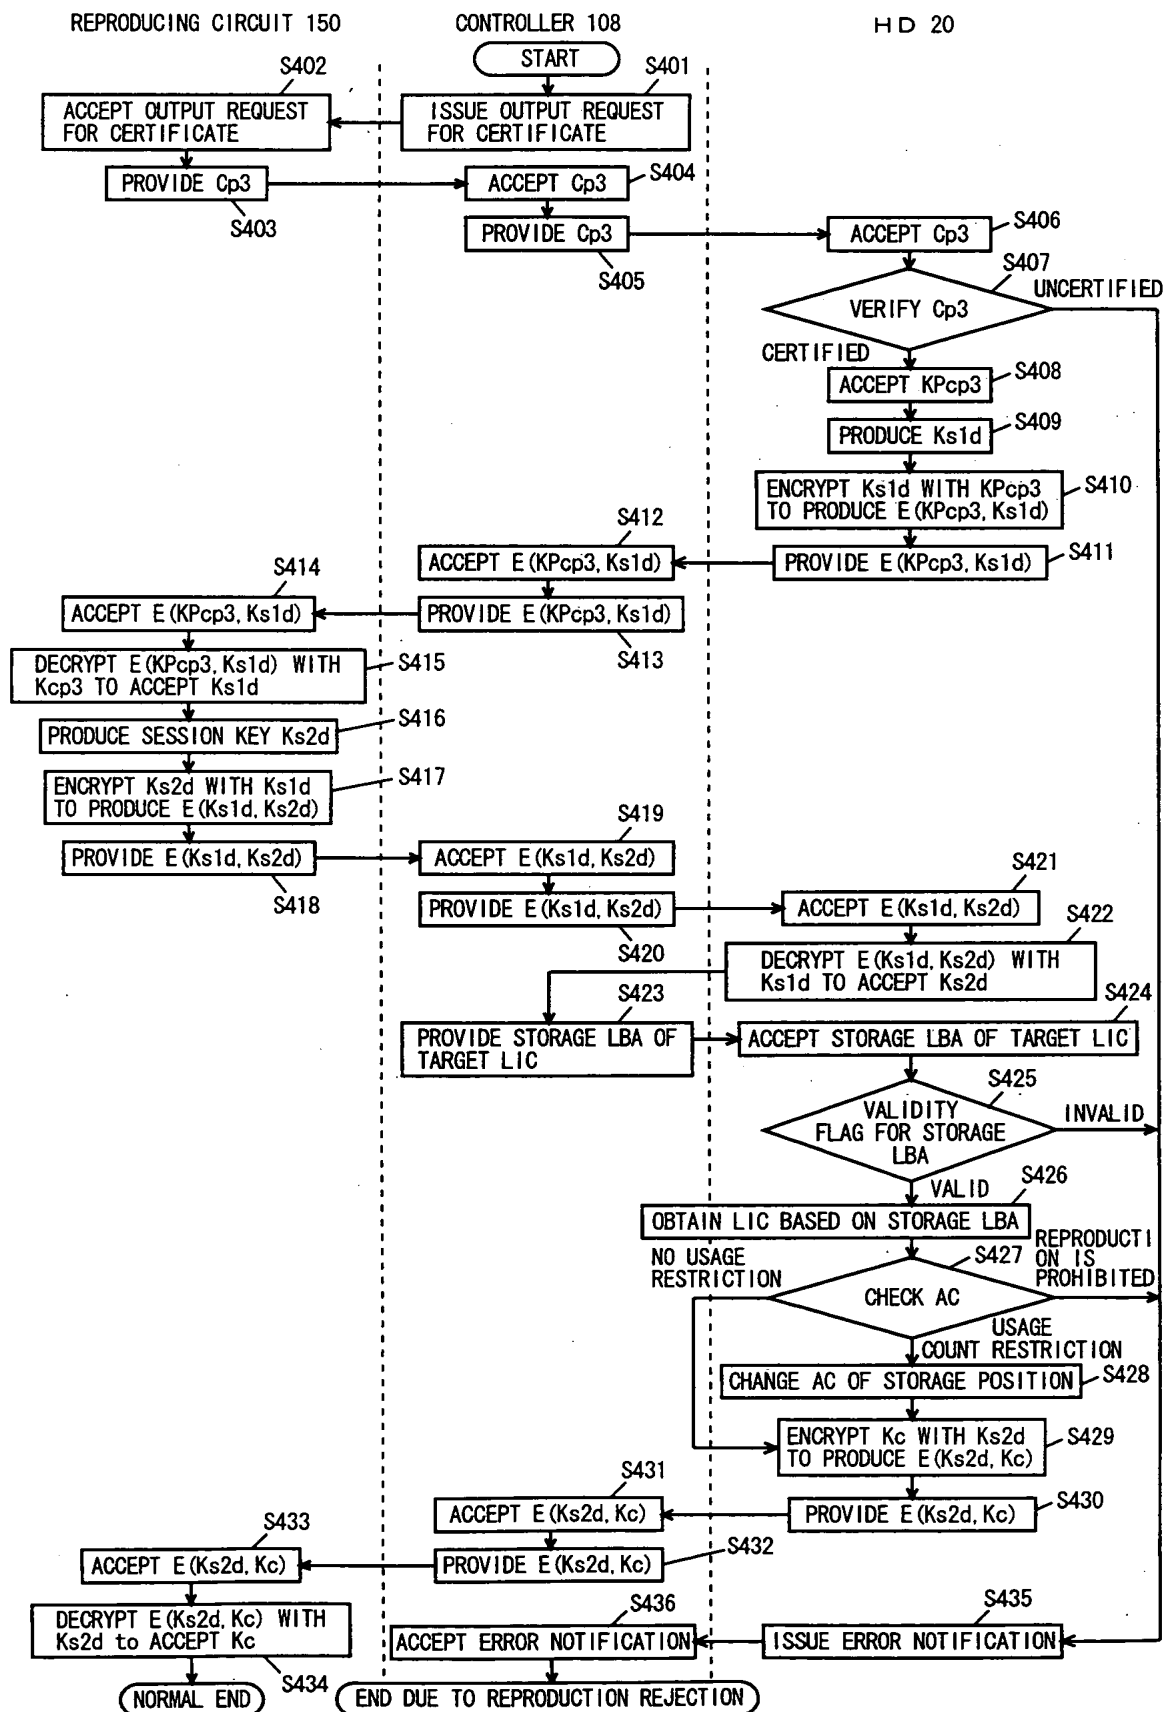 REPRODUCING CIRCUIT 150
CONTROLLER 108
HD 20
START
S402
S401
ACCEPT OUTPUT REQUEST
FOR CERTIFICATE
ISSUE OUTPUT REQUEST
FOR CERTIFICATE
PROVIDE Cp3
S403
ACCEPT Cp3
S404
PROVIDE Cp3
S405
ACCEPT Cp3
S406
S407
UNCERTIFIED
VERIFY Cp3
CERTIFIED
ACCEPT KPcp3
S408
PRODUCE Ks1d
S409
ENCRYPT Ks1d WITH KPcp3
TO PRODUCE E(KPcp3, Ks1d)
S410
S412
ACCEPT E(KPcp3, Ks1d)
PROVIDE E(KPcp3, Ks1d)
S411
S414
ACCEPT E(KPcp3, Ks1d)
PROVIDE E(KPcp3, Ks1d)
S413
DECRYPT E(KPcp3, Ks1d) WITH
Kcp3 TO ACCEPT Ks1d
S415
PRODUCE SESSION KEY Ks2d
S416
ENCRYPT Ks2d WITH Ks1d
TO PRODUCE E(Ks1d, Ks2d)
S417
PROVIDE E(Ks1d, Ks2d)
S418
S419
ACCEPT E(Ks1d, Ks2d)
PROVIDE E(Ks1d, Ks2d)
S420
S421
ACCEPT E(Ks1d, Ks2d)
S422
DECRYPT E(Ks1d, Ks2d) WITH
Ks1d TO ACCEPT Ks2d
S423
PROVIDE STORAGE LBA OF
TARGET LIC
S424
ACCEPT STORAGE LBA OF TARGET LIC
S425
VALIDITY
FLAG FOR STORAGE
LBA
INVALID
VALID
S426
OBTAIN LIC BASED ON STORAGE LBA
NO USAGE
RESTRICTION
S427
REPRODUCTI
ON IS
PROHIBITED
CHECK AC
USAGE
COUNT RESTRICTION
CHANGE AC OF STORAGE POSITION
S428
ENCRYPT Kc WITH Ks2d
TO PRODUCE E(Ks2d, Kc)
S429
S431
ACCEPT E(Ks2d, Kc)
PROVIDE E(Ks2d, Kc)
S430
S433
ACCEPT E(Ks2d, Kc)
PROVIDE E(Ks2d, Kc)
S432
DECRYPT E(Ks2d, Kc) WITH
Ks2d to ACCEPT Kc
S434
S436
ACCEPT ERROR NOTIFICATION
S435
ISSUE ERROR NOTIFICATION
NORMAL END
END DUE TO REPRODUCTION REJECTION